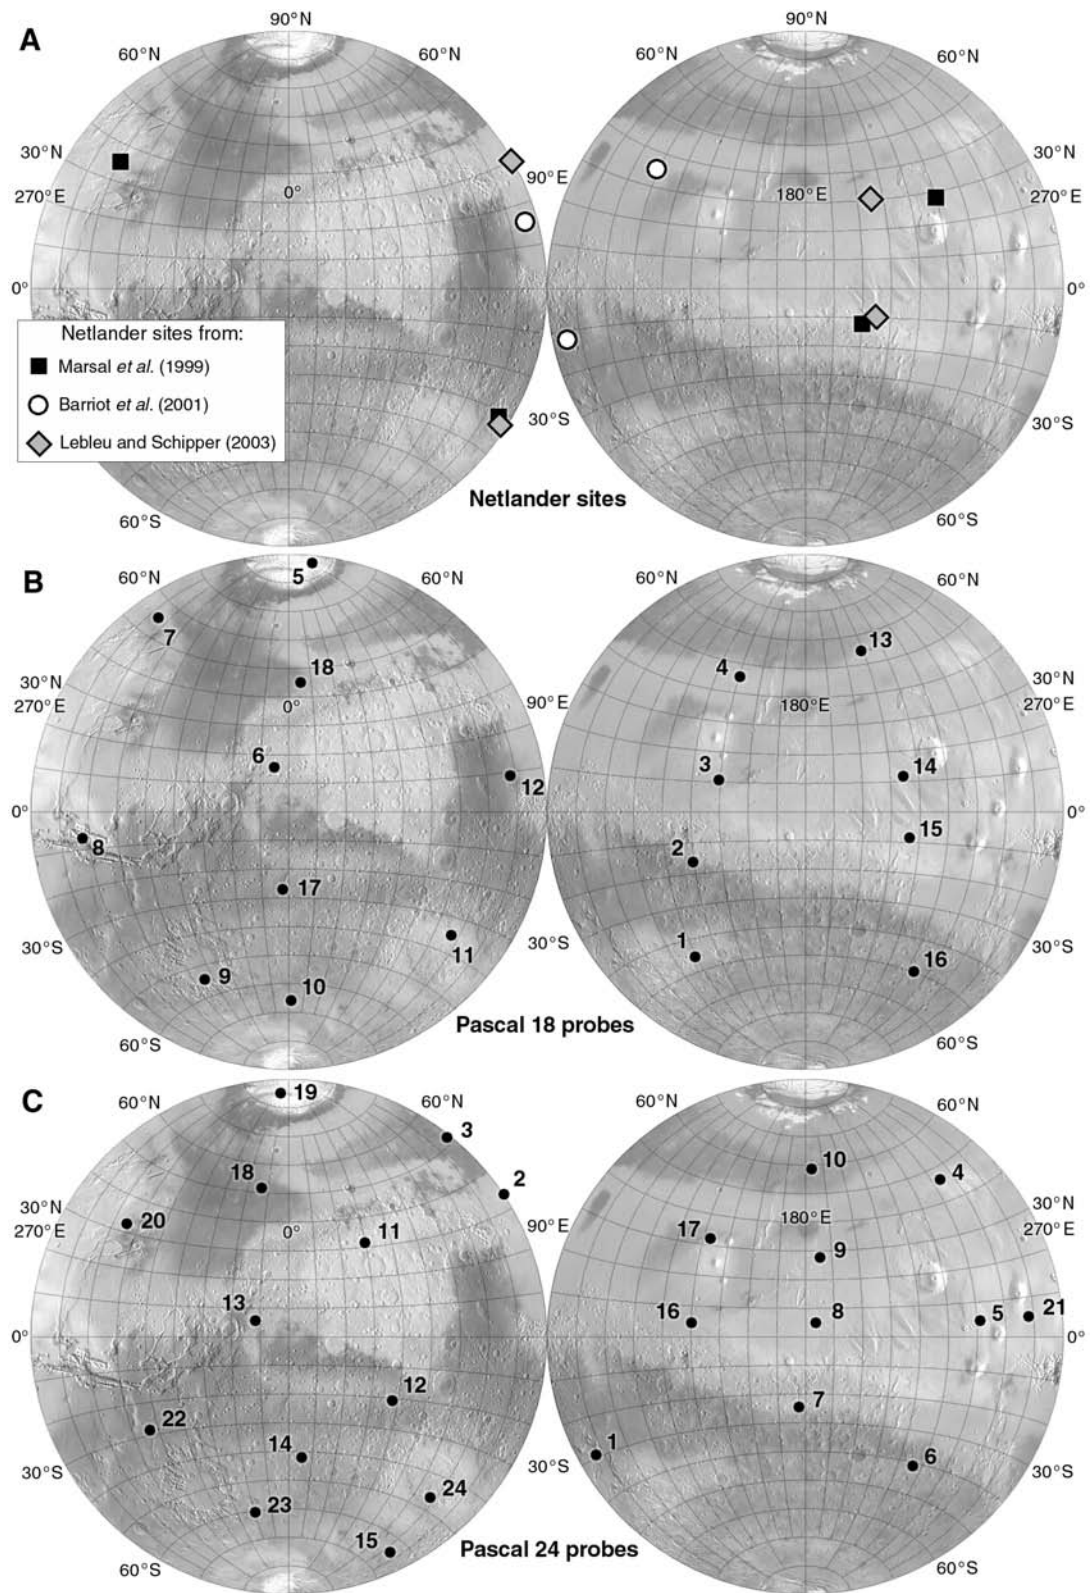 A
90°N
90°N
60°N
60°N
60°N
60°N
30°N
30°N
270°E
90°E
270°E
0°
180°E
0°
0°
Netlander sites from:
Marsal et al. (1999)
Barriot et al. (2001)
Lebleu and Schipper (2003)
30°S
30°S
60°S
60°S
Netlander sites
B
60°N
60°N
60°N
60°N
5
7
13
18
4
30°N
30°N
270°E
90°E
270°E
0°
180°E
6
3
14
12
0°
0°
8
2
15
17
30°S
30°S
30°S
11
1
16
9
10
60°S
60°S
Pascal 18 probes
C
19
60°N
60°N
60°N
60°N
3
18
2
10
4
30°N
30°N
270°E
90°E
270°E
20
0°
11
180°E
17
9
13
16
8
5
21
0°
0°
12
7
22
14
1
6
30°S
30°S
30°S
24
23
15
60°S
60°S
Pascal 24 probes